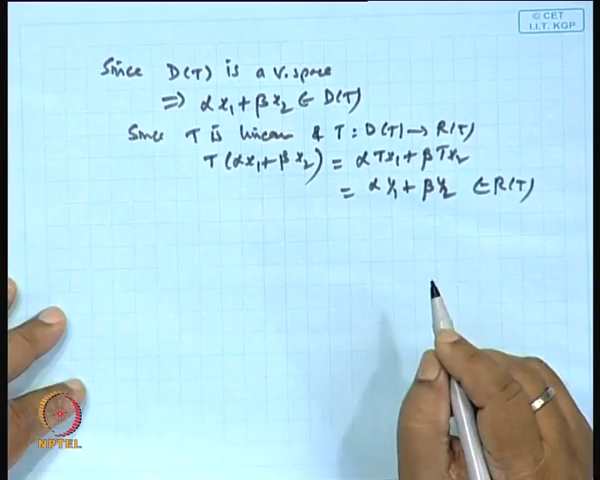 © CET
I.I.T. KGP
Since D(T) is a v. space
⇒ αx₁ + βx₂ ∈ D(T)
Since T is linear & T : D(T) → R(T)
T(αx₁ + βx₂) = αTx₁ + βTx₂
= αy₁ + βy₂ ∈ R(T)
NPTEL